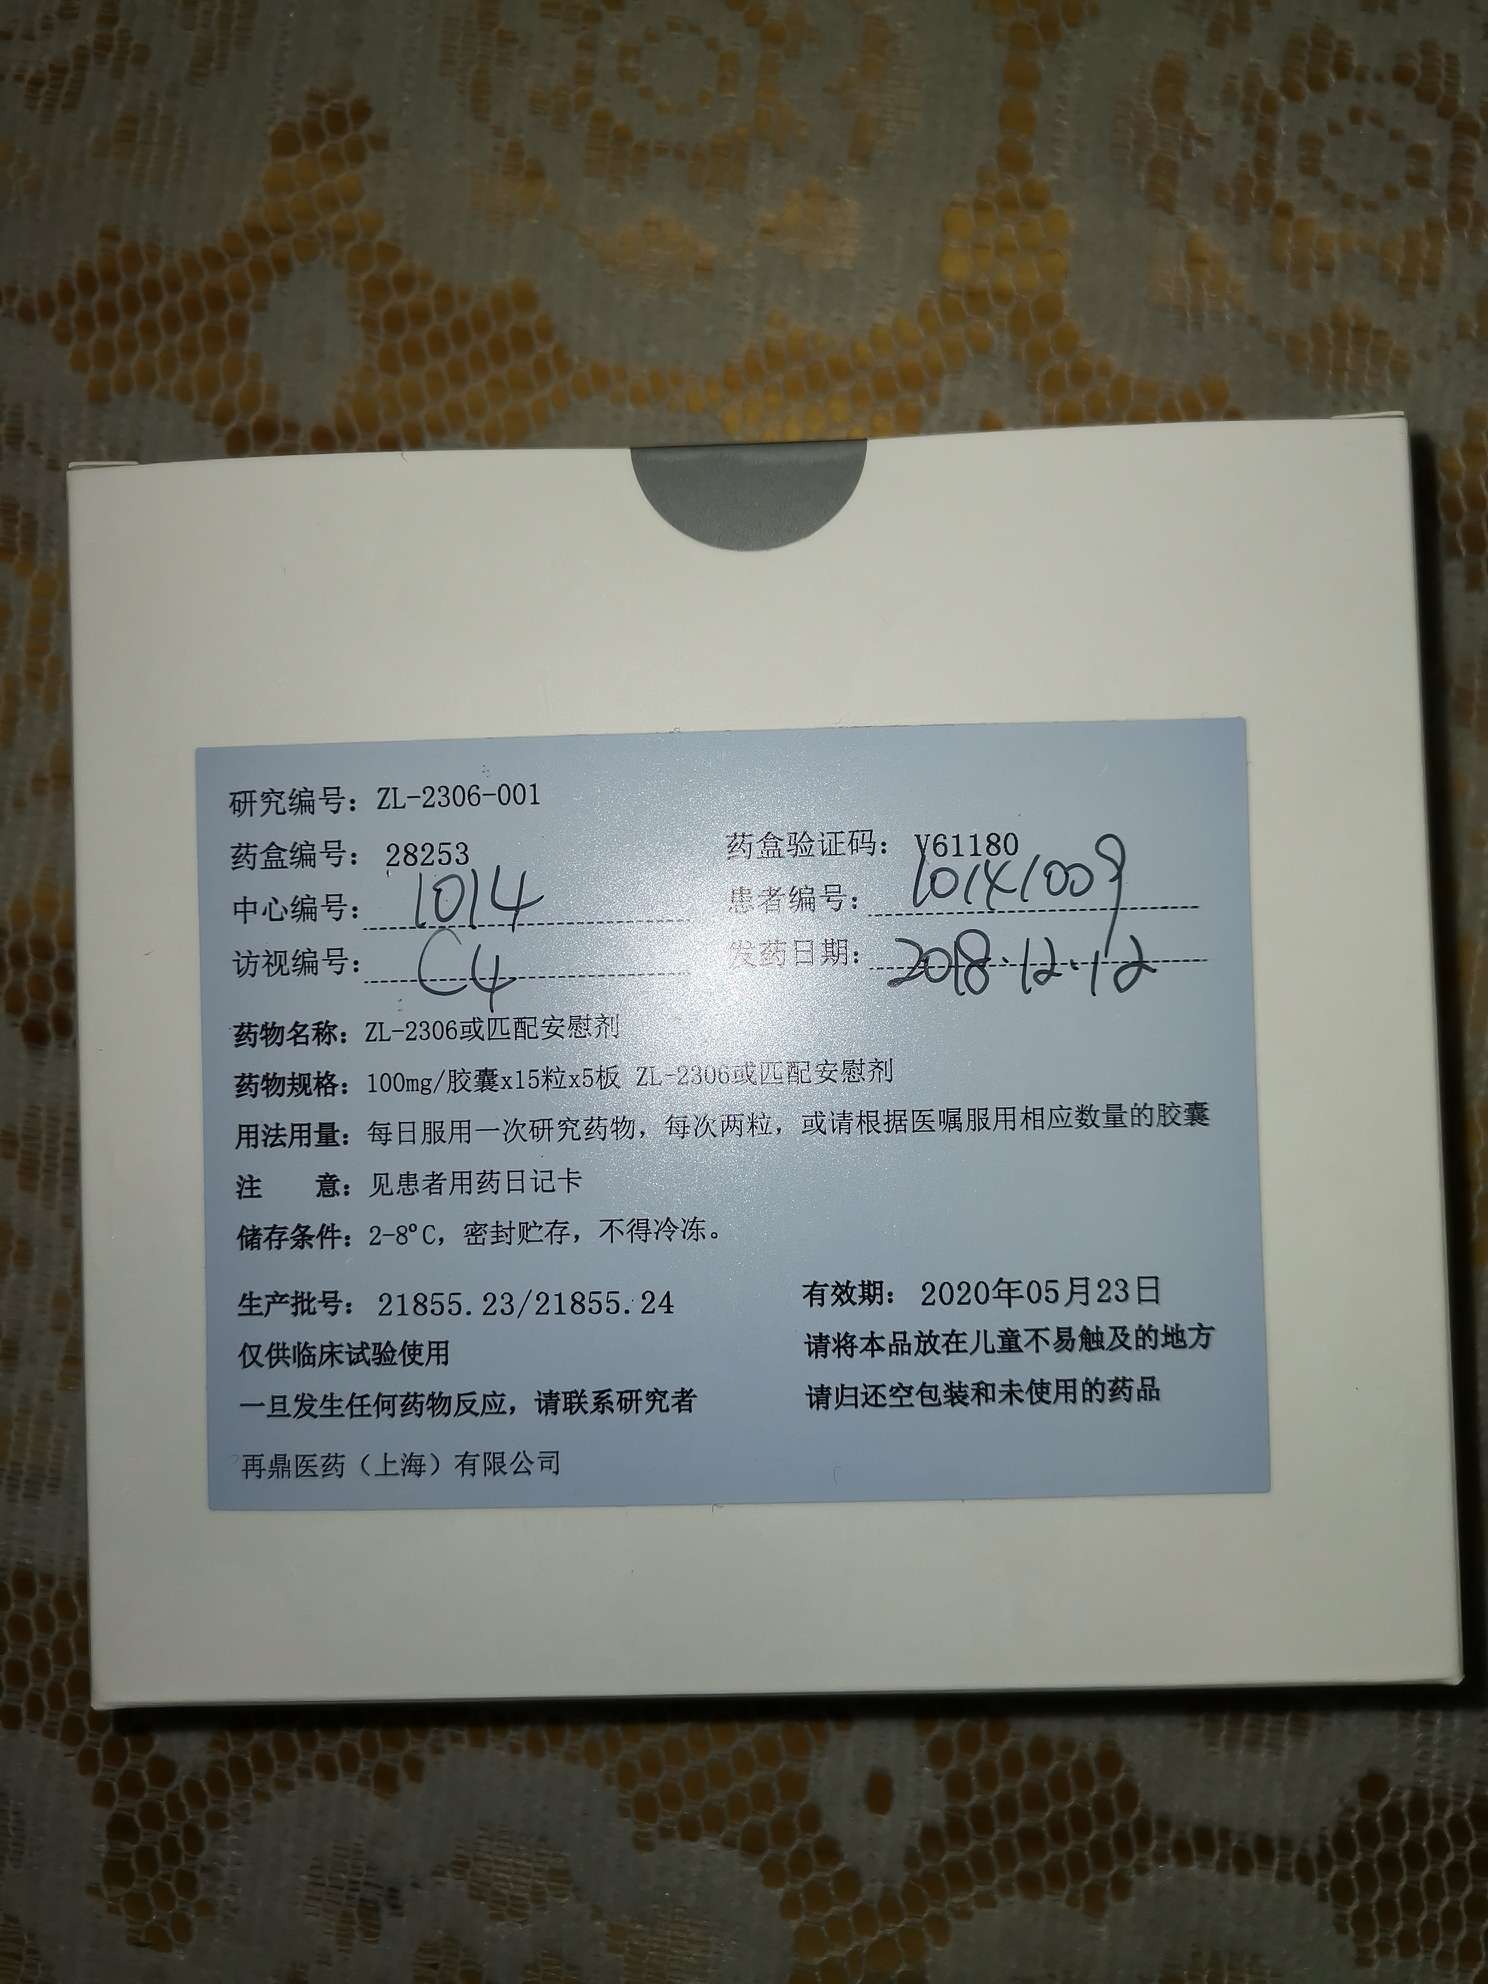 研究编号：ZL-2306-001
药盒编号： 28253 药盒验证码：V61180
中心编号：1014 患者编号：10141009
访视编号：C4 发药日期：2018.12.12
药物名称：ZL-2306或匹配安慰剂
药物规格：100mg/胶囊x15粒x5板 ZL-2306或匹配安慰剂
用法用量：每日服用一次研究药物，每次两粒，或请根据医嘱服用相应数量的胶囊
注 意：见患者用药日记卡
储存条件：2-8°C，密封贮存，不得冷冻。
生产批号： 21855.23/21855.24 有效期： 2020年05月23日
仅供临床试验使用 请将本品放在儿童不易触及的地方
一旦发生任何药物反应，请联系研究者 请归还空包装和未使用的药品
再鼎医药（上海）有限公司